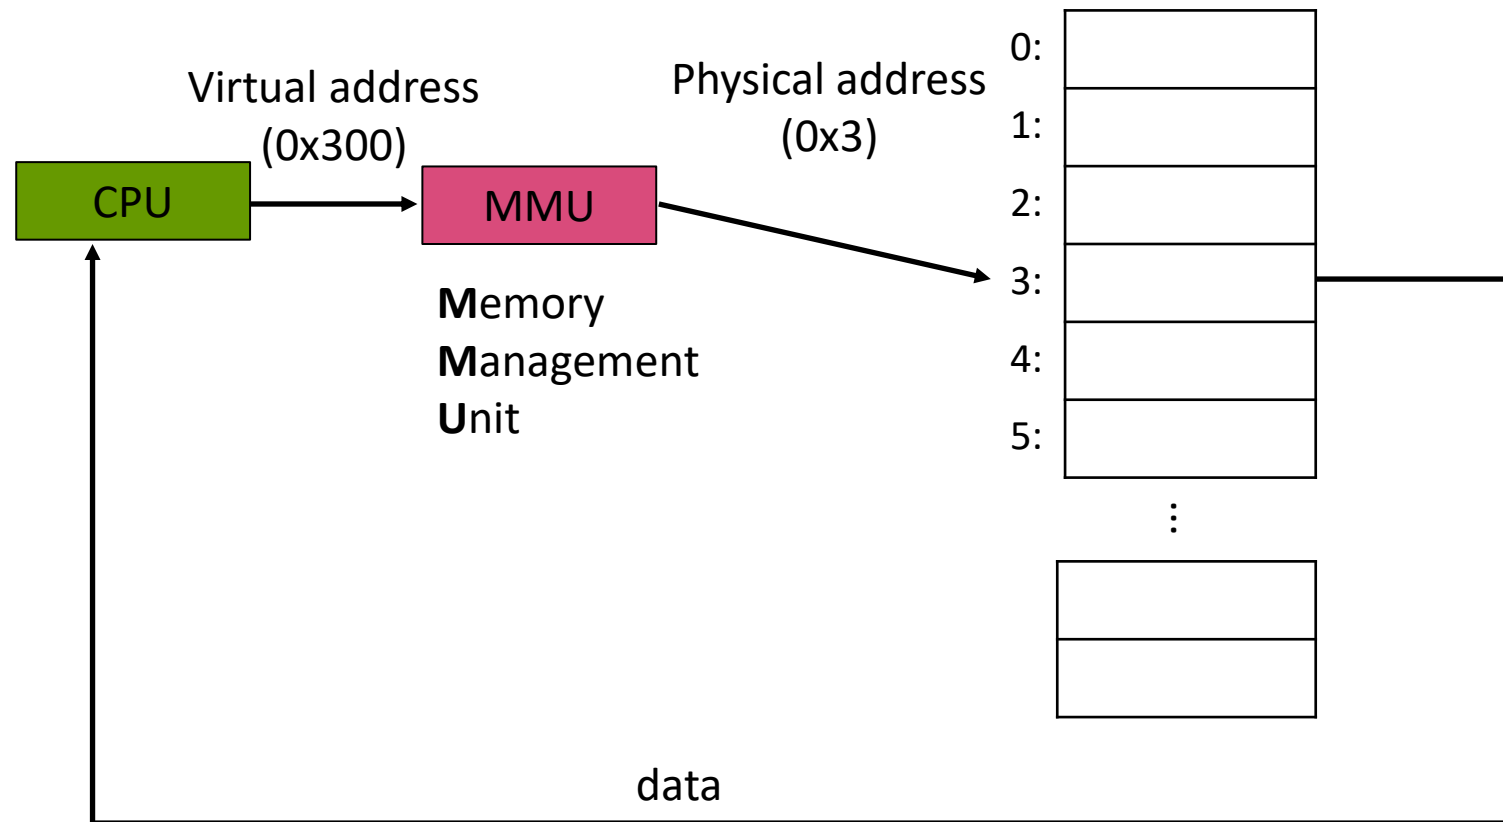 Virtual address
(0x300)
Physical address
(0x3)
CPU
MMU
Memory
Management
Unit
0:
1:
2:
3:
4:
5:
...
data